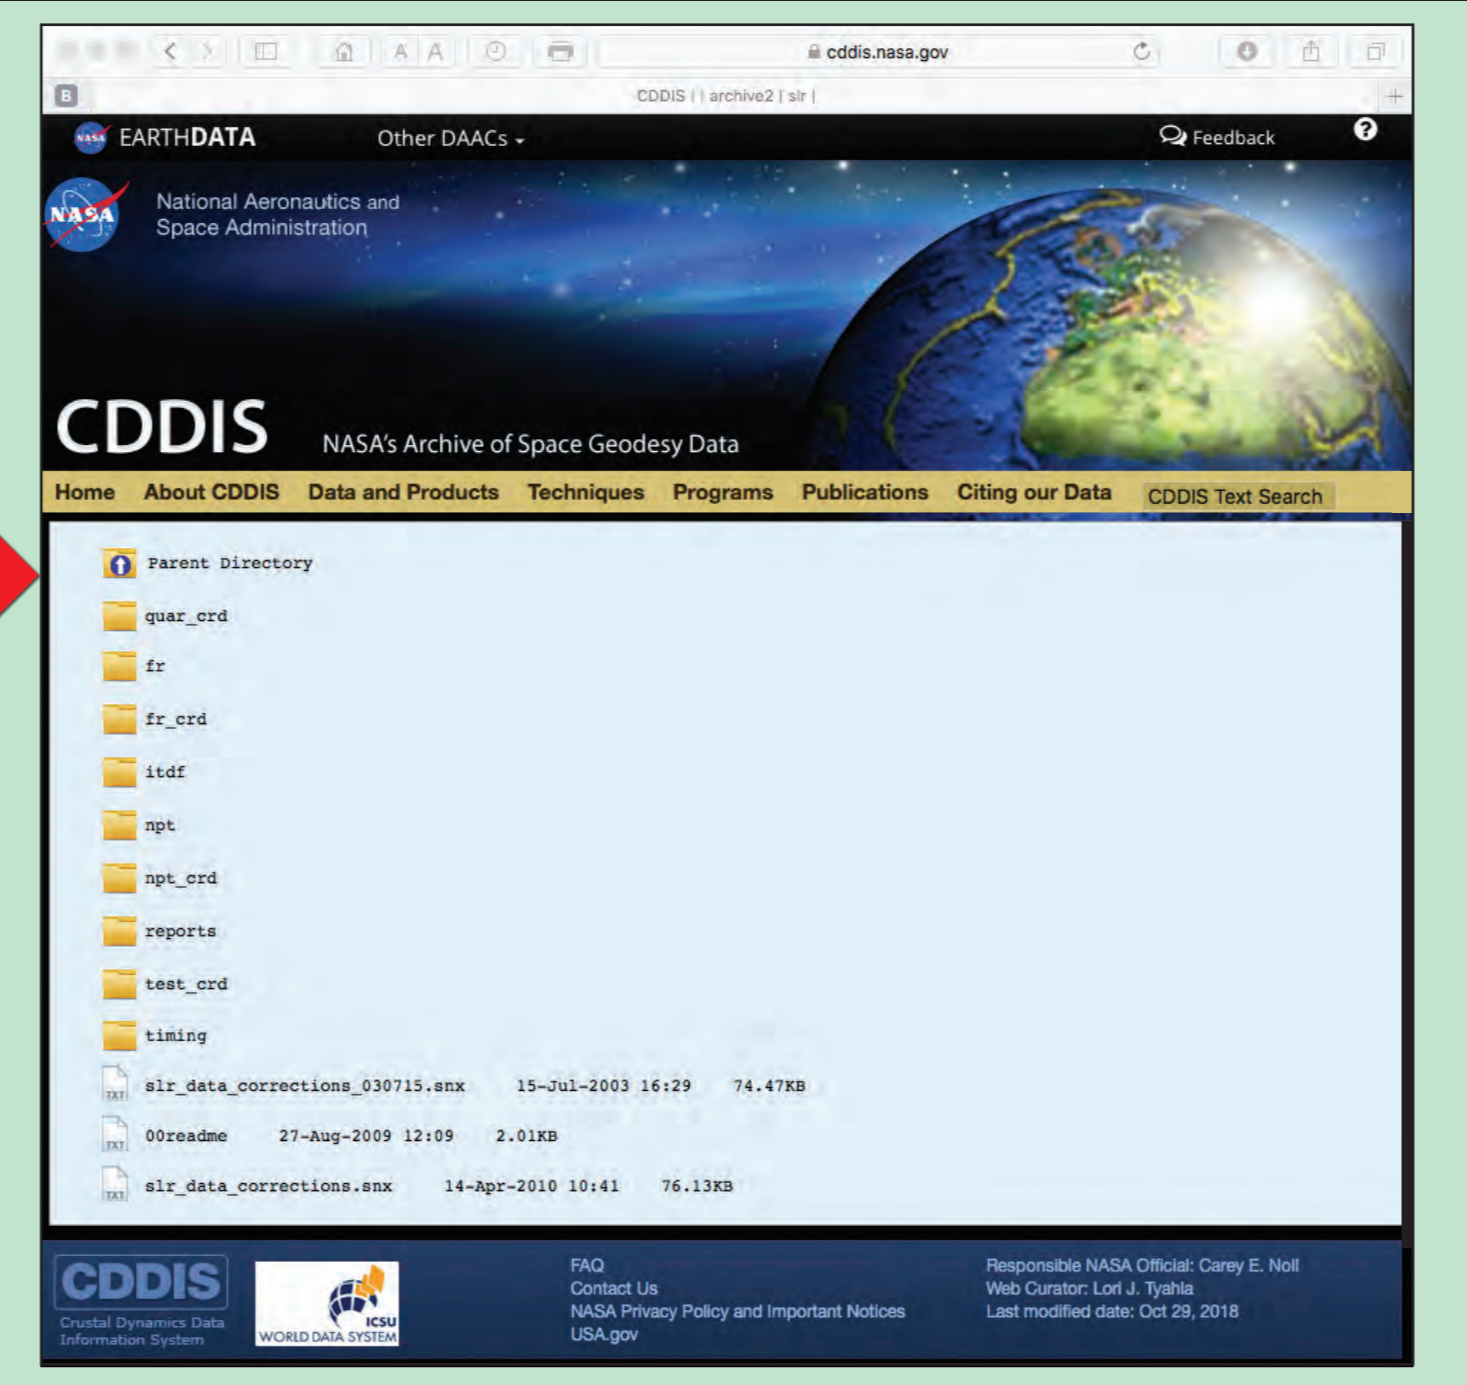 cddis.nasa.gov
CDDIS | | archive2 | slr |
B
NASA EARTHDATA Other DAACs Feedback ?
NASA
National Aeronautics and
Space Administration
CDDIS NASA's Archive of Space Geodesy Data
Home About CDDIS Data and Products Techniques Programs Publications Citing our Data CDDIS Text Search
Parent Directory
quar_crd
fr
fr_crd
itdf
npt
npt_crd
reports
test_crd
timing
TXT slr_data_corrections_030715.snx 15-Jul-2003 16:29 74.47KB
TXT 00readme 27-Aug-2009 12:09 2.01KB
TXT slr_data_corrections.snx 14-Apr-2010 10:41 76.13KB
CDDIS
Crustal Dynamics Data
Information System
ICSU
WORLD DATA SYSTEM
FAQ
Contact Us
NASA Privacy Policy and Important Notices
USA.gov
Responsible NASA Official: Carey E. Noll
Web Curator: Lori J. Tyahla
Last modified date: Oct 29, 2018